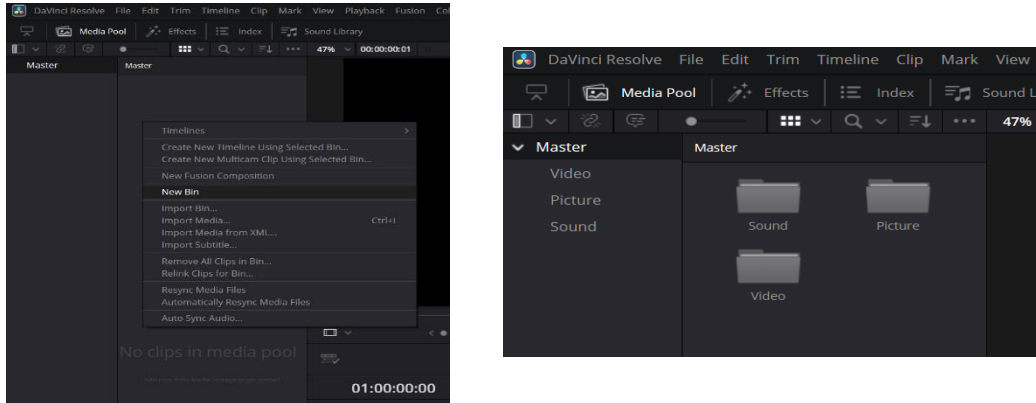 DaVinci Resolve File Edit Trim Timeline Clip Mark View Playback Fusion Col
Media Pool Effects Index Sound Library
47% 00:00:00:01
Master Master
Timelines >
Create New Timeline Using Selected Bin...
Create New Multicam Clip Using Selected Bin...
New Fusion Composition
New Bin
Import Bin...
Import Media... Ctrl+I
Import Media from XML...
Import Subtitle...
Remove All Clips in Bin...
Relink Clips for Bin...
Resync Media Files
Automatically Resync Media Files
Auto Sync Audio...
No clips in media pool
01:00:00:00
DaVinci Resolve File Edit Trim Timeline Clip Mark View
Media Pool Effects Index Sound L
47%
Master Master
Video
Picture
Sound
Sound Picture
Video